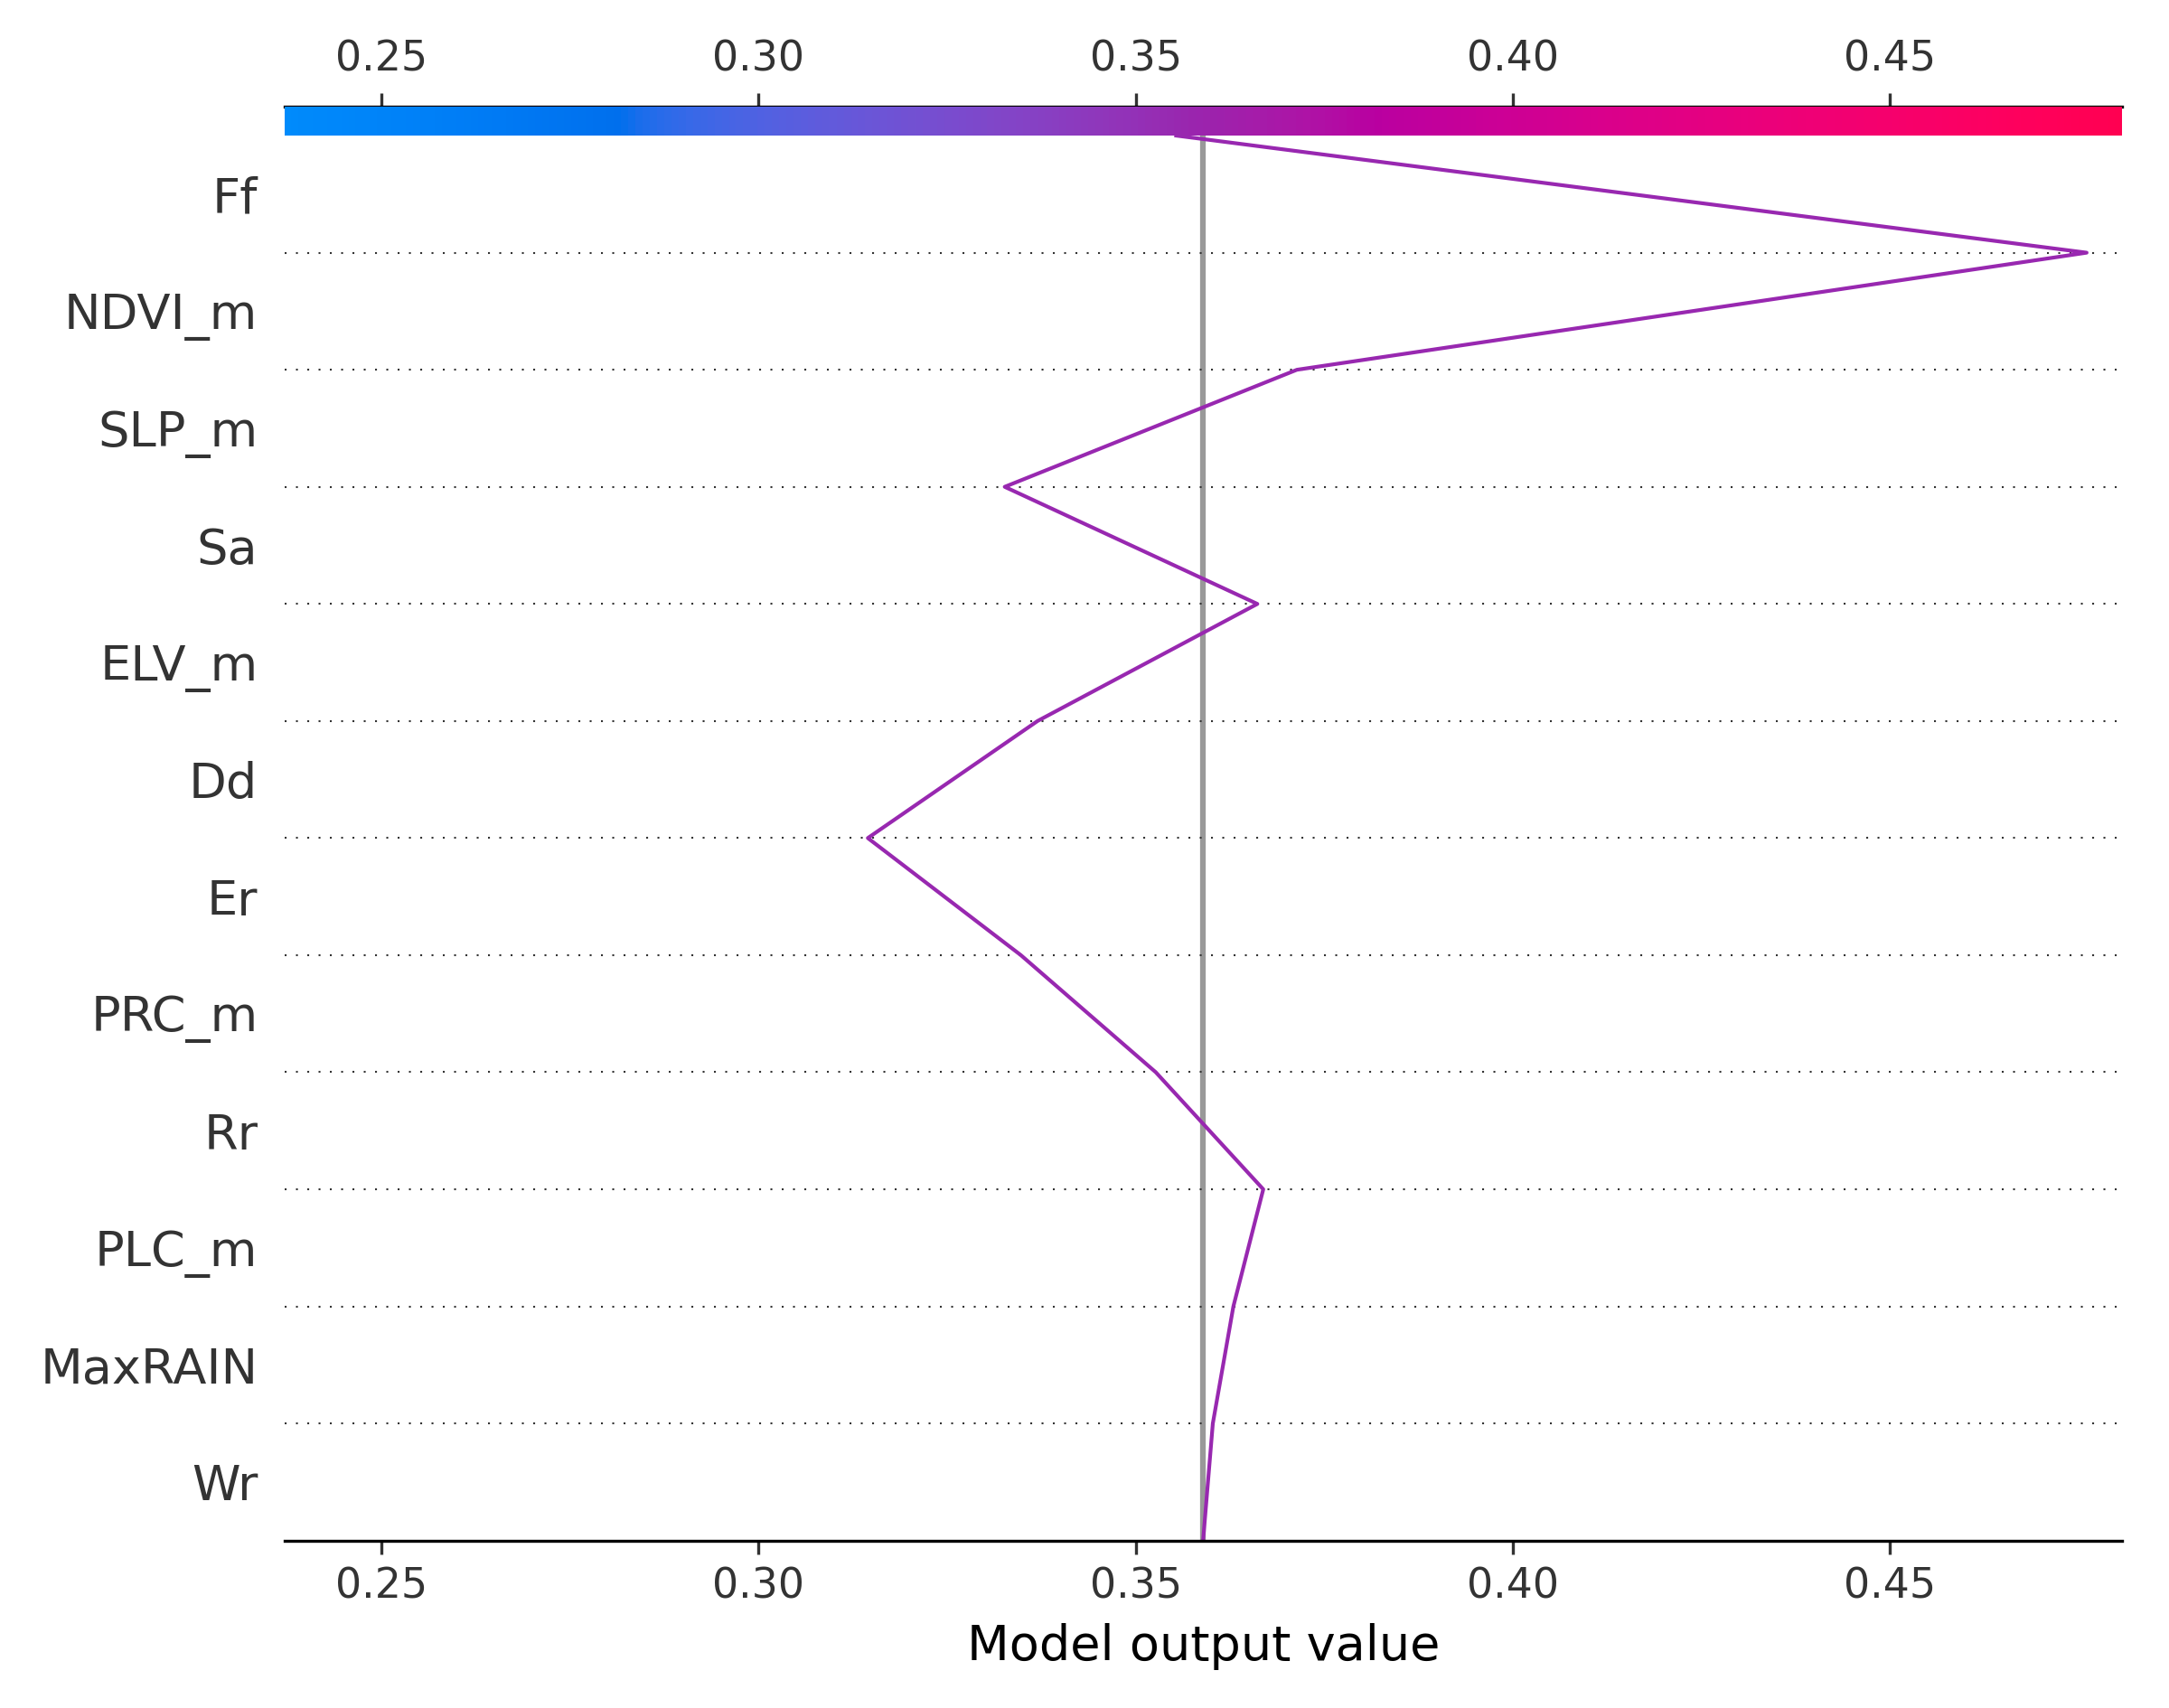 0.25 0.30 0.35 0.40 0.45
Ff
NDVI_m
SLP_m
Sa
ELV_m
Dd
Er
PRC_m
Rr
PLC_m
MaxRAIN
Wr
0.25 0.30 0.35 0.40 0.45
Model output value